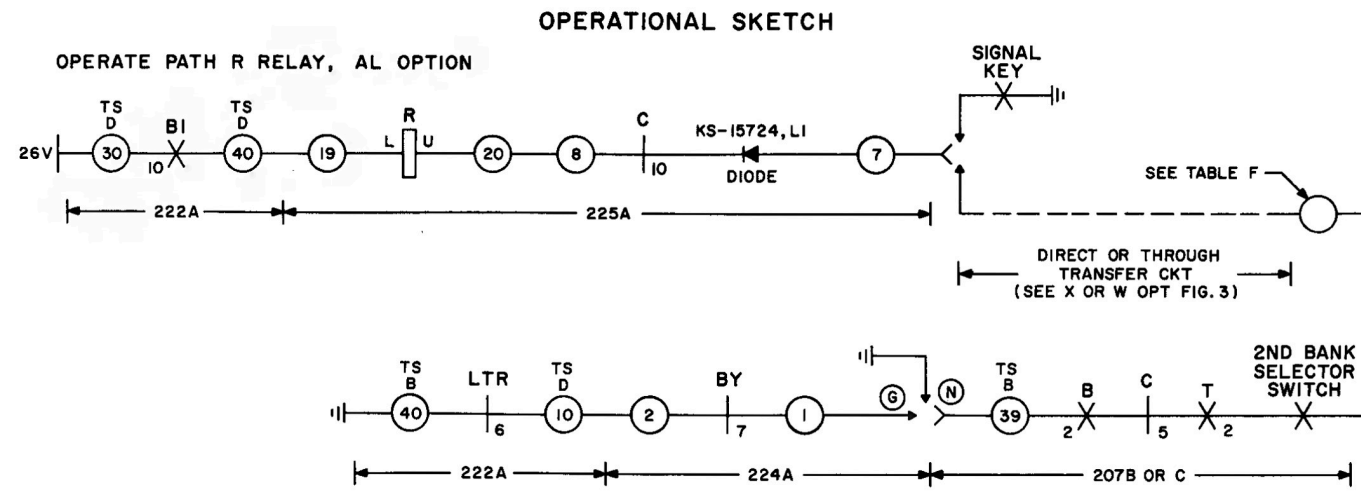 OPERATIONAL SKETCH
OPERATE PATH R RELAY, AL OPTION
SIGNAL
KEY
TS
D
BI
TS
D
R
C
KS-15724, LI
26V
30
10
40
19
L
U
20
8
10
DIODE
7
SEE TABLE F
222A
225A
DIRECT OR THROUGH
TRANSFER CKT
(SEE X OR W OPT FIG. 3)
TS
B
LTR
TS
D
BY
G
N
TS
B
B
C
T
2ND BANK
SELECTOR
SWITCH
40
6
10
2
7
1
39
2
5
2
222A
224A
207B OR C